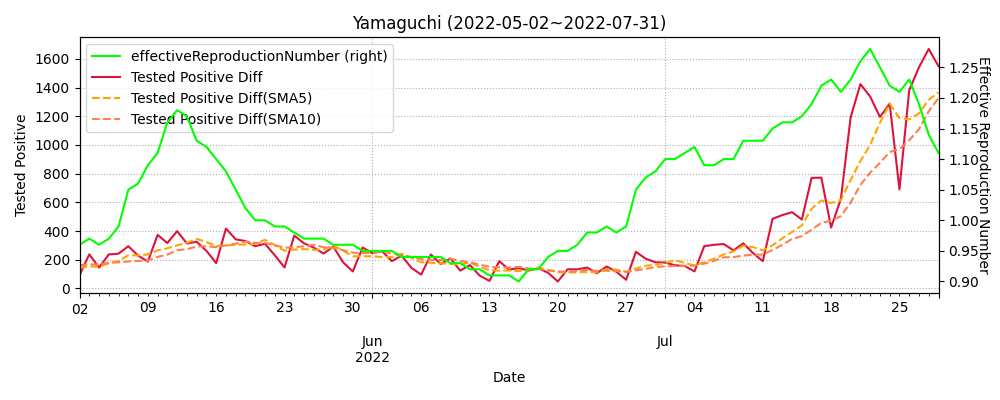 Yamaguchi (2022-05-02~2022-07-31)
effectiveReproductionNumber (right)
Tested Positive Diff
Tested Positive Diff(SMA5)
Tested Positive Diff(SMA10)
Tested Positive
1600
1400
1200
1000
800
600
400
200
0
1.25
1.20
1.15
1.10
1.05
1.00
0.95
0.90
Effective Reproduction Number
02 09 16 23 30 06 13 20 27 04 11 18 25
Jun Jul
2022
Date